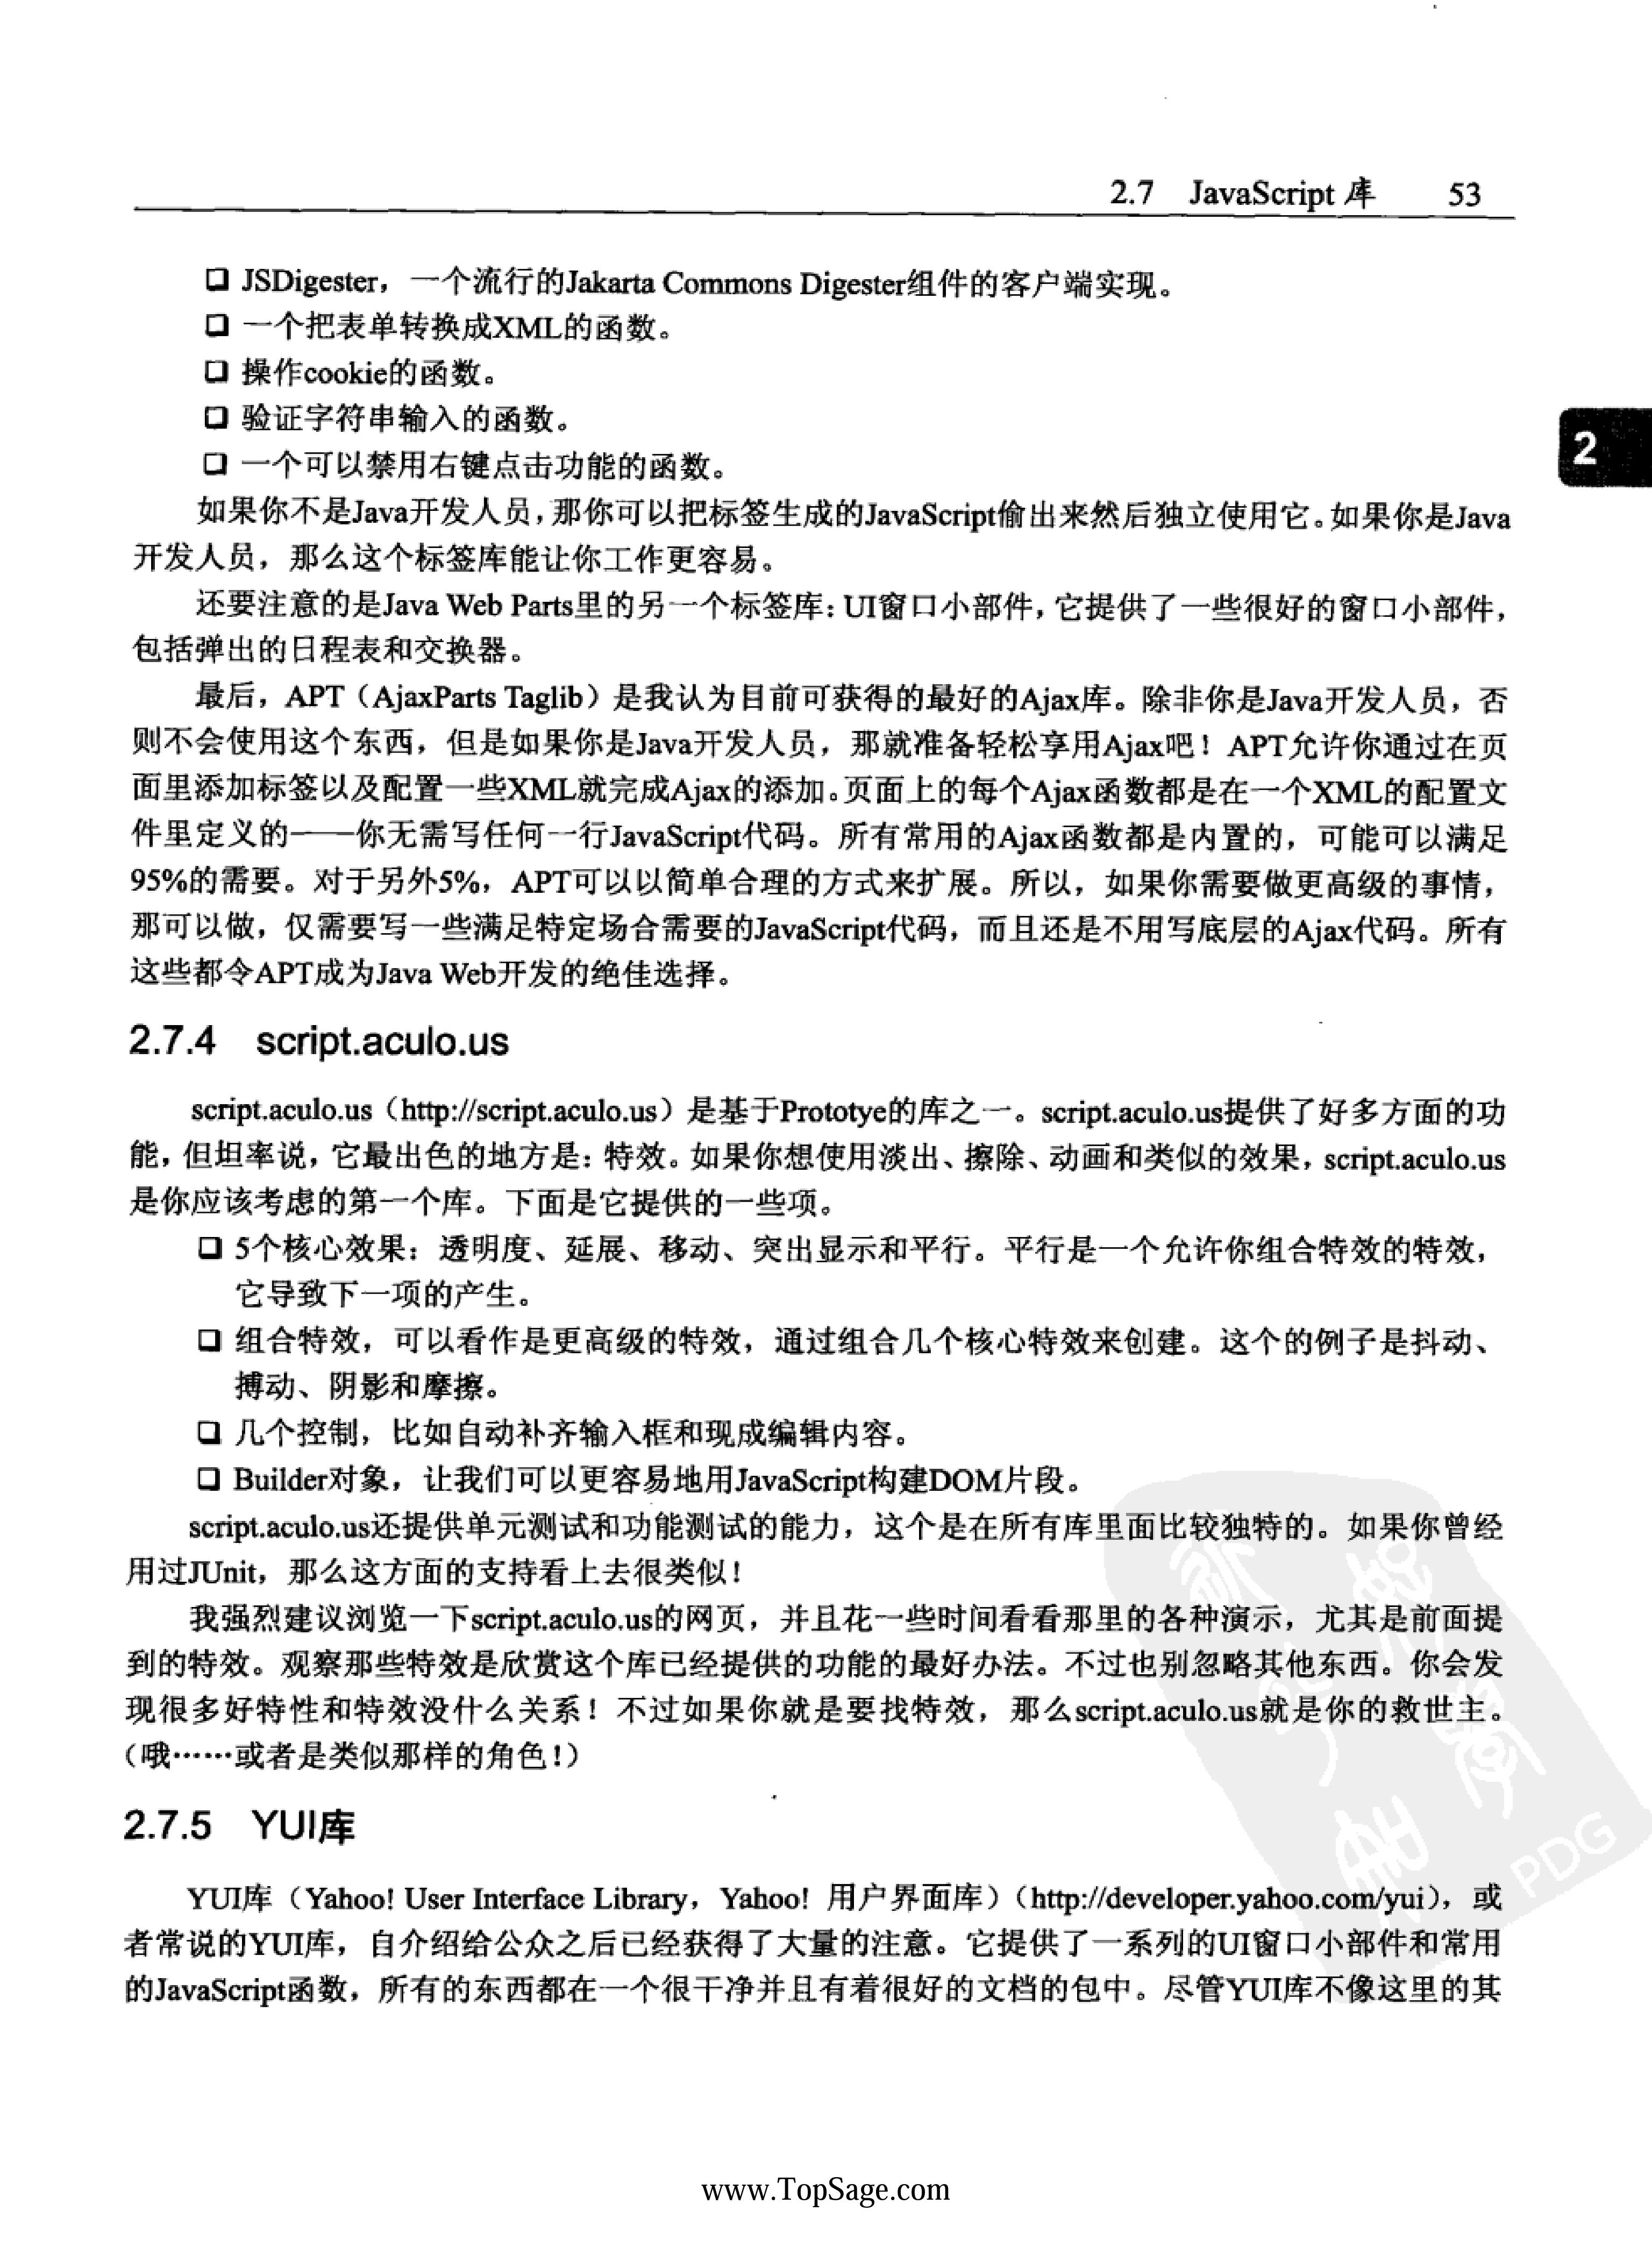 2.7 JavaScript 库 53
❑ JSDigester，一个流行的Jakarta Commons Digester组件的客户端实现。
❑ 一个把表单转换成XML的函数。
❑ 操作cookie的函数。
❑ 验证字符串输入的函数。
2
❑ 一个可以禁用右键点击功能的函数。
如果你不是Java开发人员，那你可以把标签生成的JavaScript偷出来然后独立使用它。如果你是Java
开发人员，那么这个标签库能让你工作更容易。
还要注意的是Java Web Parts里的另一个标签库：UI窗口小部件，它提供了一些很好的窗口小部件，
包括弹出的日程表和交换器。
最后，APT（AjaxParts Taglib）是我认为目前可获得的最好的Ajax库。除非你是Java开发人员，否
则不会使用这个东西，但是如果你是Java开发人员，那就准备轻松享用Ajax吧！APT允许你通过在页
面里添加标签以及配置一些XML就完成Ajax的添加。页面上的每个Ajax函数都是在一个XML的配置文
件里定义的——你无需写任何一行JavaScript代码。所有常用的Ajax函数都是内置的，可能可以满足
95%的需要。对于另外5%，APT可以以简单合理的方式来扩展。所以，如果你需要做更高级的事情，
那可以做，仅需要写一些满足特定场合需要的JavaScript代码，而且还是不用写底层的Ajax代码。所有
这些都令APT成为Java Web开发的绝佳选择。
2.7.4 script.aculo.us
script.aculo.us（http://script.aculo.us）是基于Prototye的库之一。script.aculo.us提供了好多方面的功
能，但坦率说，它最出色的地方是：特效。如果你想使用淡出、擦除、动画和类似的效果，script.aculo.us
是你应该考虑的第一个库。下面是它提供的一些项。
❑ 5个核心效果：透明度、延展、移动、突出显示和平行。平行是一个允许你组合特效的特效，
它导致下一项的产生。
❑ 组合特效，可以看作是更高级的特效，通过组合几个核心特效来创建。这个的例子是抖动、
搏动、阴影和摩擦。
❑ 几个控制，比如自动补齐输入框和现成编辑内容。
❑ Builder对象，让我们可以更容易地用JavaScript构建DOM片段。
script.aculo.us还提供单元测试和功能测试的能力，这个是在所有库里面比较独特的。如果你曾经
用过JUnit，那么这方面的支持看上去很类似！
我强烈建议浏览一下script.aculo.us的网页，并且花一些时间看看那里的各种演示，尤其是前面提
到的特效。观察那些特效是欣赏这个库已经提供的功能的最好办法。不过也别忽略其他东西。你会发
现很多好特性和特效没什么关系！不过如果你就是要找特效，那么script.aculo.us就是你的救世主。
（哦……或者是类似那样的角色！）
2.7.5 YUI库
PDG
YUI库（Yahoo! User Interface Library，Yahoo! 用户界面库）（http://developer.yahoo.com/yui），或
者常说的YUI库，自介绍给公众之后已经获得了大量的注意。它提供了一系列的UI窗口小部件和常用
的JavaScript函数，所有的东西都在一个很干净并且有着很好的文档的包中。尽管YUI库不像这里的其
www.TopSage.com